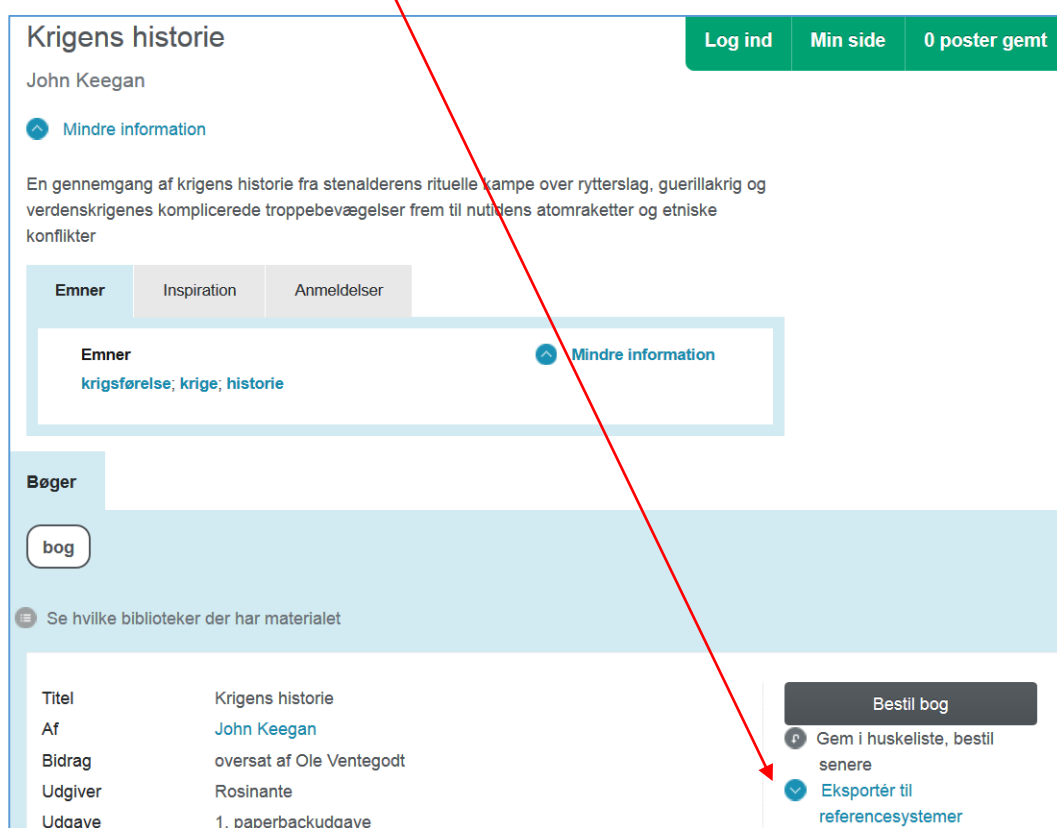 Krigens historie
Log ind Min side 0 poster gemt
John Keegan
Mindre information
En gennemgang af krigens historie fra stenalderens rituelle kampe over rytterslag, guerillakrig og
verdenskrigenes komplicerede troppebevægelser frem til nutidens atomraketter og etniske
konflikter
Emner Inspiration Anmeldelser
Emner
Mindre information
krigsførelse; krige; historie
Bøger
bog
Se hvilke biblioteker der har materialet
Titel Krigens historie
Af John Keegan
Bidrag oversat af Ole Ventegodt
Udgiver Rosinante
Udgave 1. paperbackudgave
Bestil bog
Gem i huskeliste, bestil
senere
Eksportér til
referencesystemer